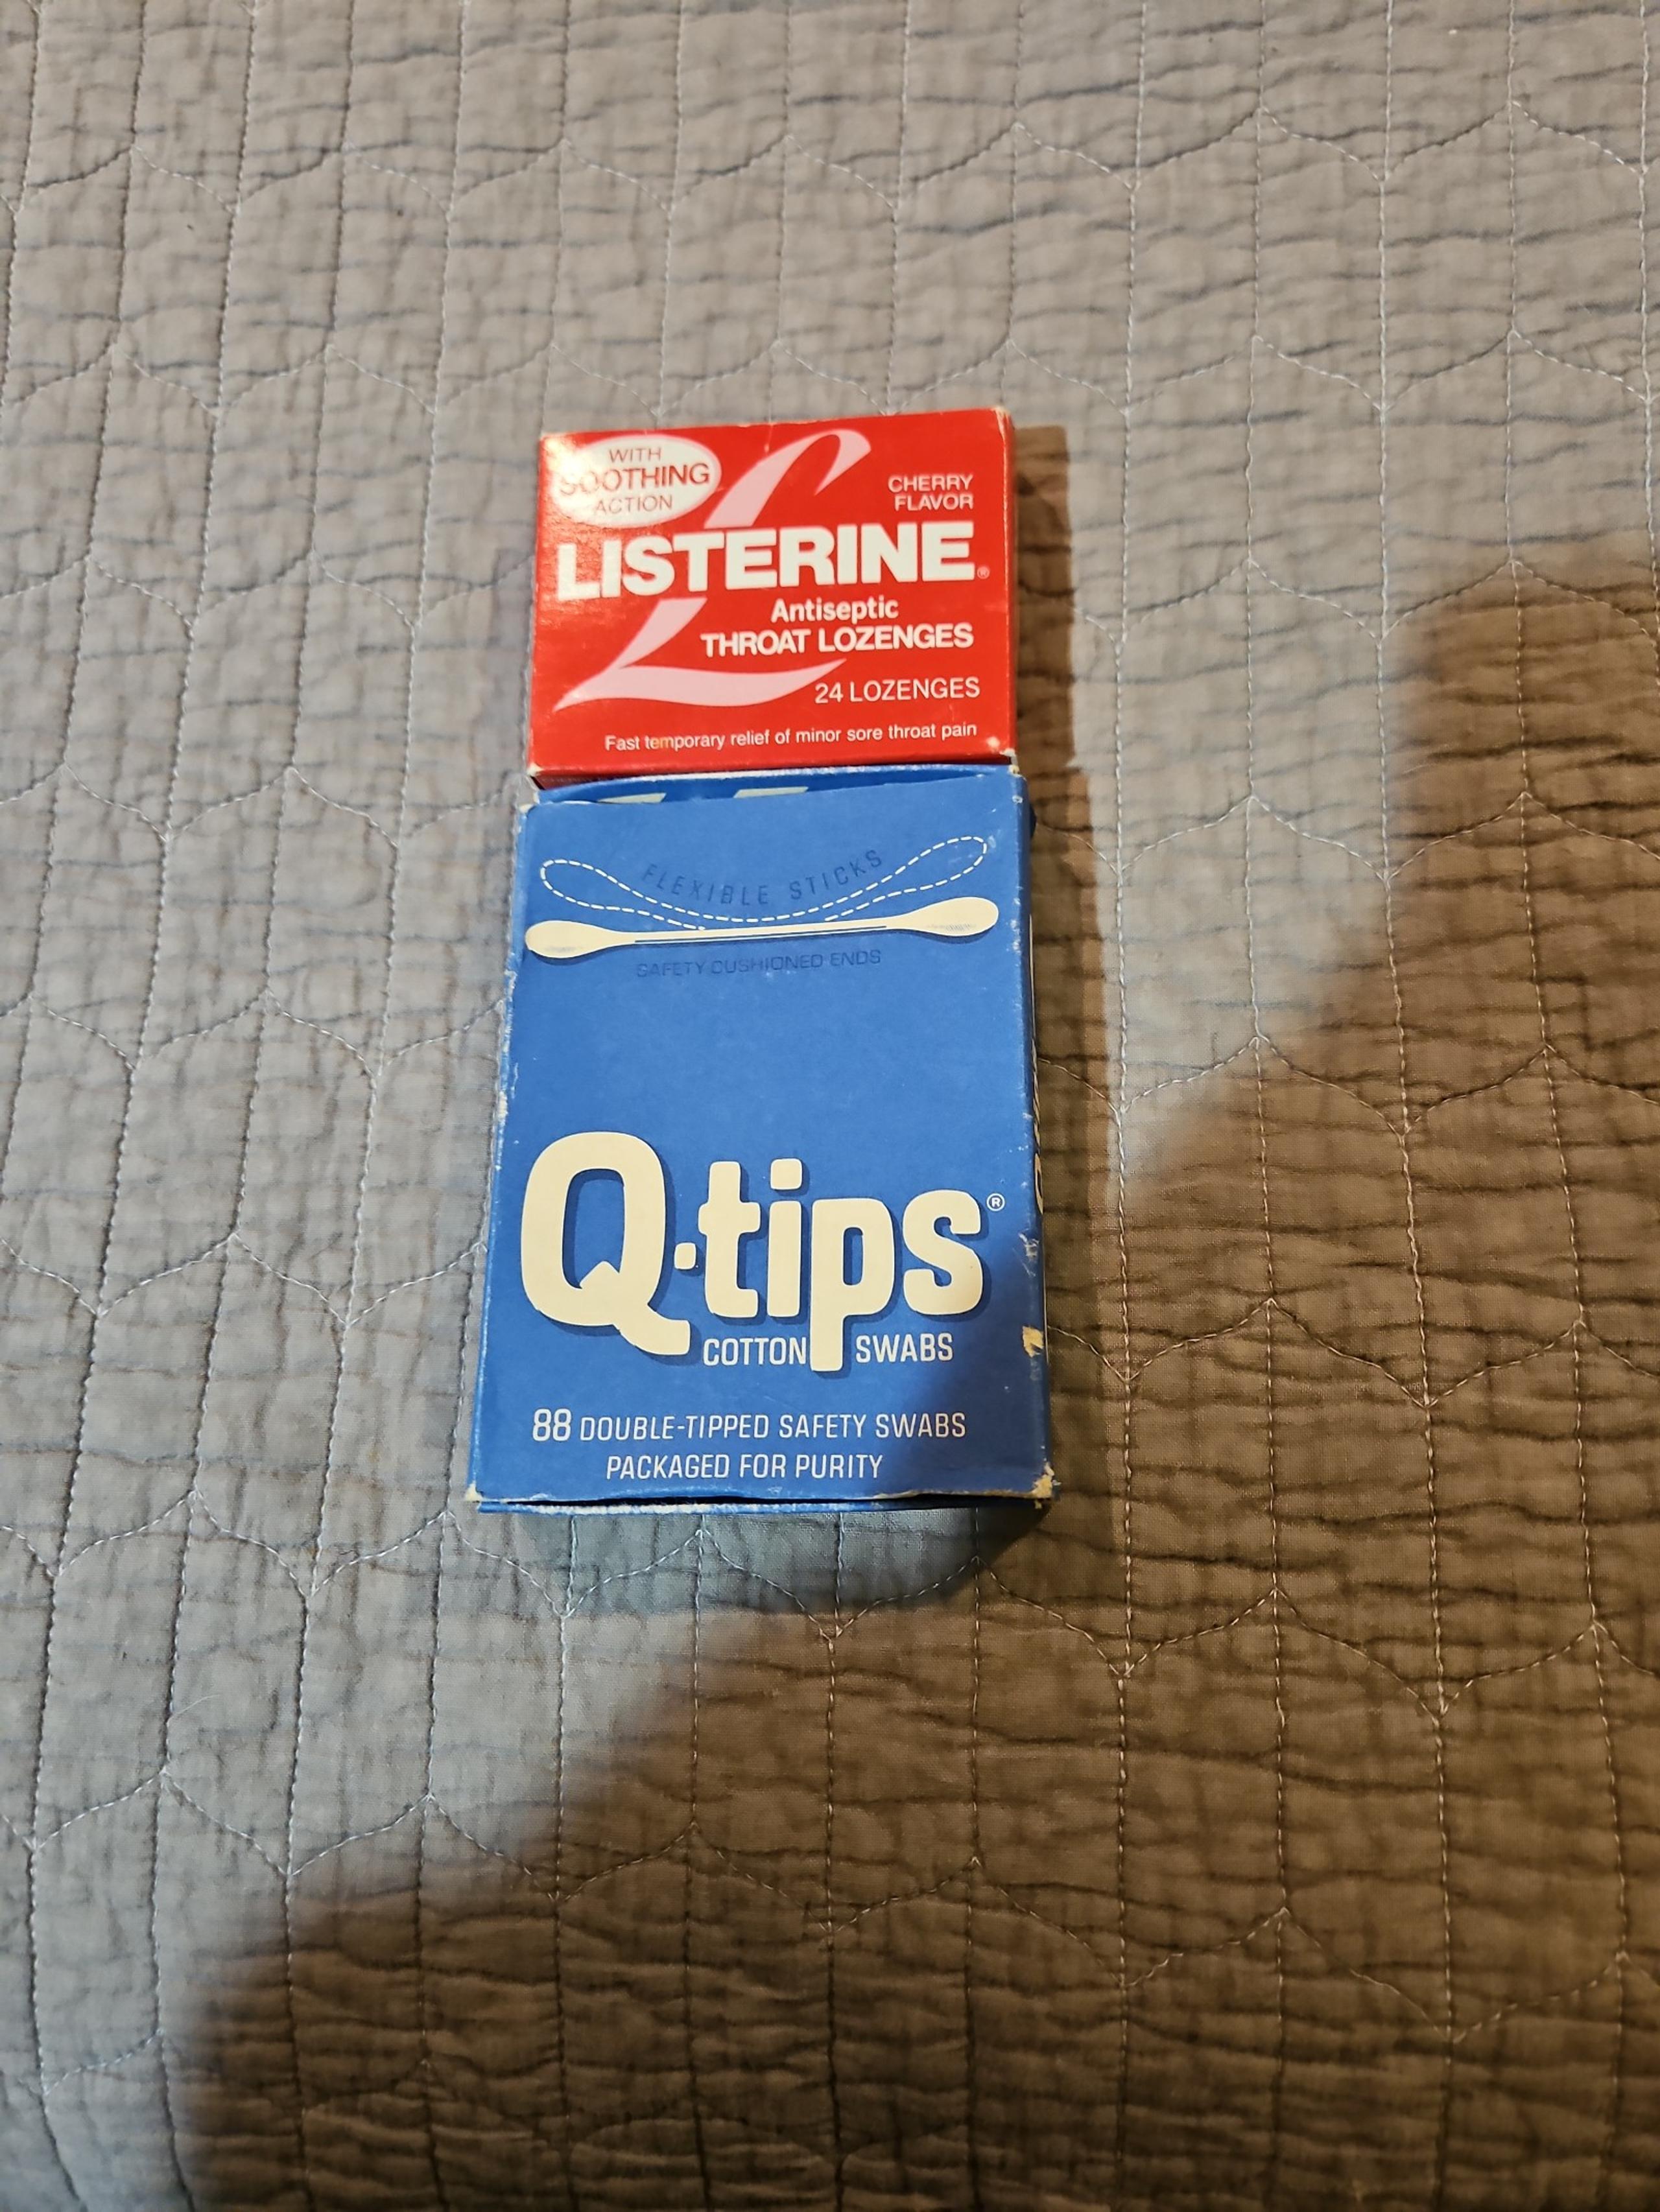 WITH
SOOTHING
ACTION
CHERRY
FLAVOR
LISTERINE®
Antiseptic
THROAT LOZENGES
24 LOZENGES
Fast temporary relief of minor sore throat pain
FLEXIBLE STICKS
SAFETY CUSHIONED ENDS
Q·tips®
COTTON SWABS
88 DOUBLE-TIPPED SAFETY SWABS
PACKAGED FOR PURITY